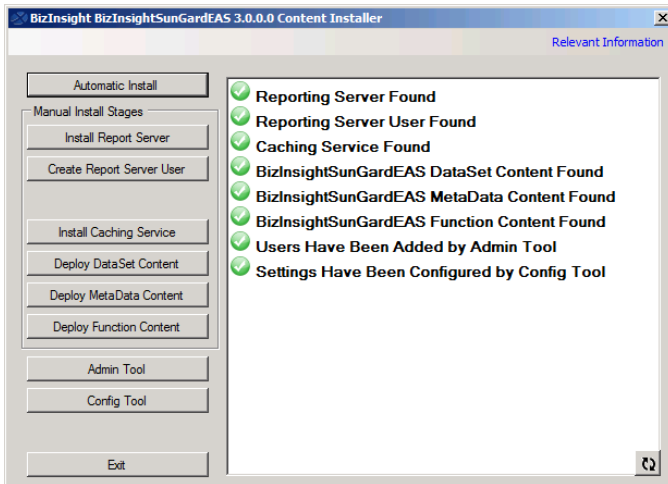 BizInsight BizInsightSunGardEAS 3.0.0.0 Content Installer
Relevant Information
Automatic Install
Manual Install Stages
Install Report Server
Create Report Server User
Install Caching Service
Deploy DataSet Content
Deploy MetaData Content
Deploy Function Content
Admin Tool
Config Tool
Exit
Reporting Server Found
Reporting Server User Found
Caching Service Found
BizInsightSunGardEAS DataSet Content Found
BizInsightSunGardEAS MetaData Content Found
BizInsightSunGardEAS Function Content Found
Users Have Been Added by Admin Tool
Settings Have Been Configured by Config Tool